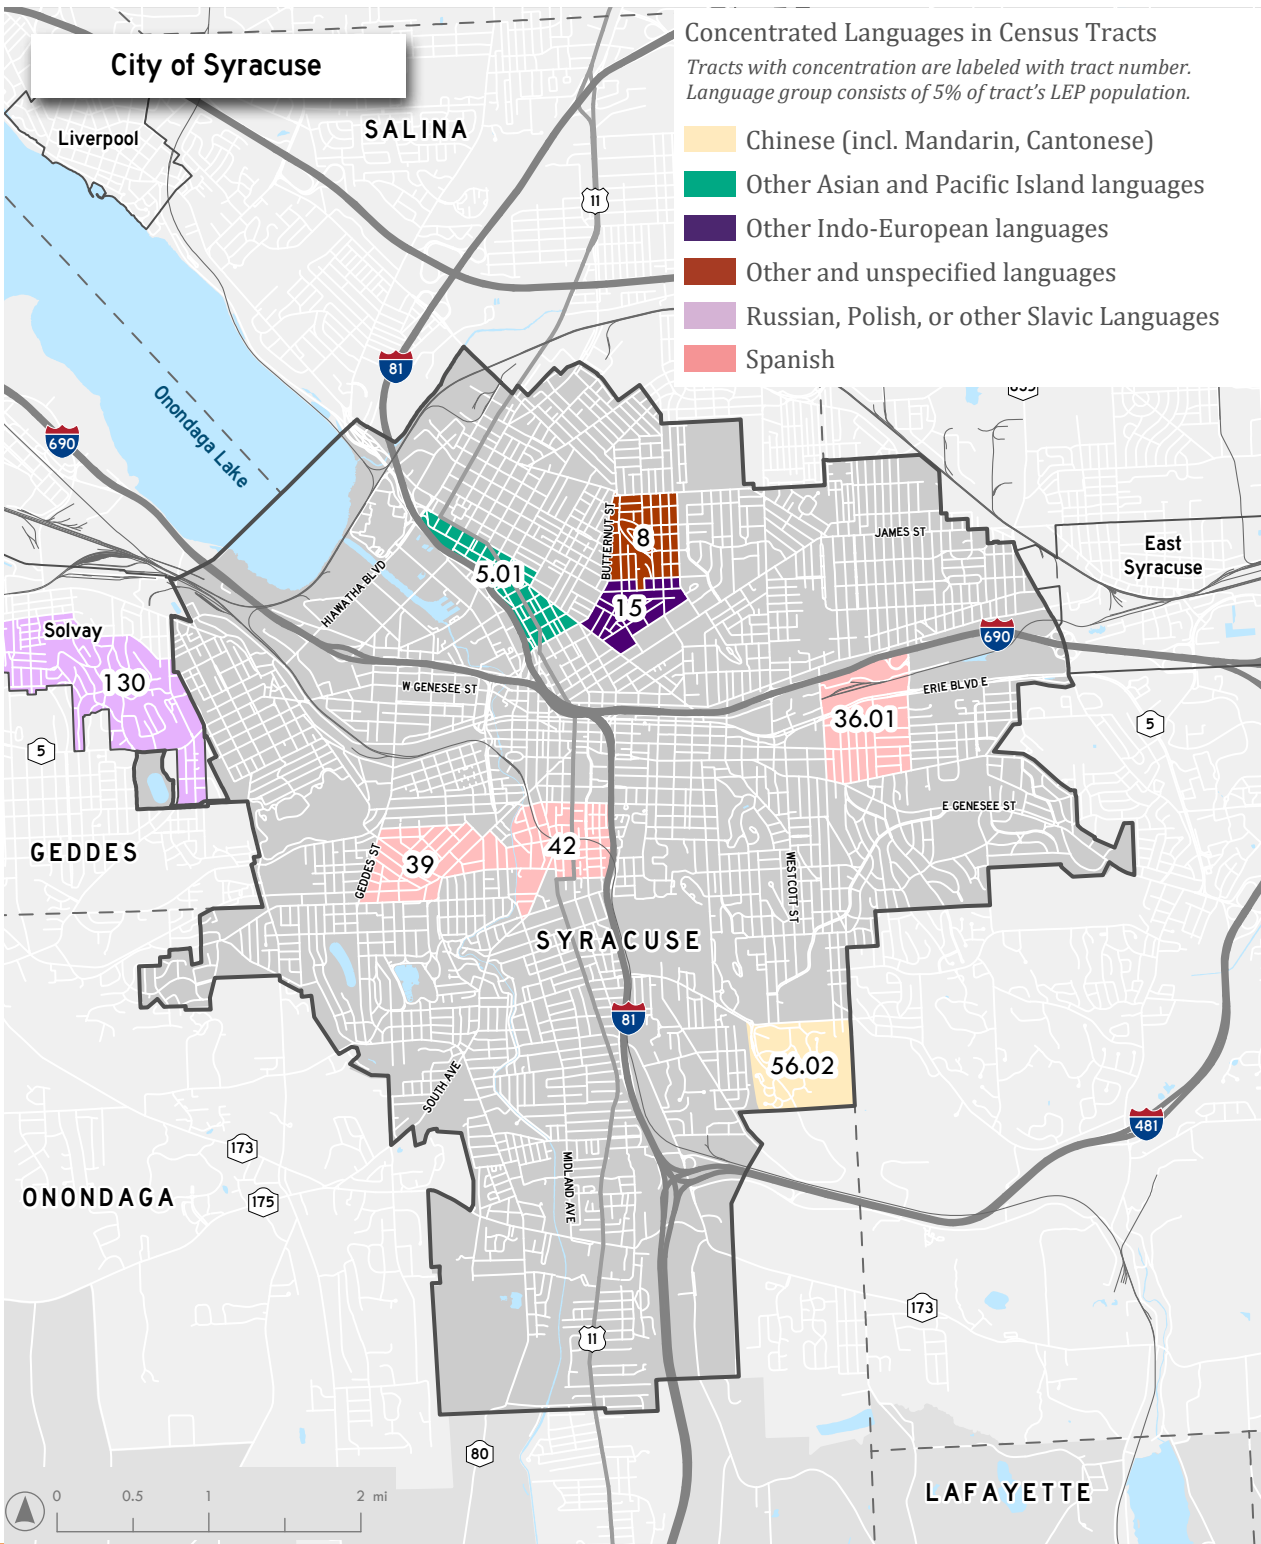 City of Syracuse
Concentrated Languages in Census Tracts
Tracts with concentration are labeled with tract number.
Language group consists of 5% of tract's LEP population.
Chinese (incl. Mandarin, Cantonese)
Other Asian and Pacific Island languages
Other Indo-European languages
Other and unspecified languages
Russian, Polish, or other Slavic Languages
Spanish
Liverpool
SALINA
11
81
690
Onondaga Lake
BUTTERNUT ST
8
JAMES ST
East
Syracuse
5.01
HIAWATHA BLVD
15
Solvay
690
130
W GENESEE ST
ERIE BLVD E
36.01
5
5
E GENESEE ST
GEDDES
GEDDES ST
39
42
WESTCOTT ST
SYRACUSE
81
56.02
SOUTH AVE
481
173
MIDLAND AVE
ONONDAGA
175
173
11
80
LAFAYETTE
0 0.5 1 2 mi